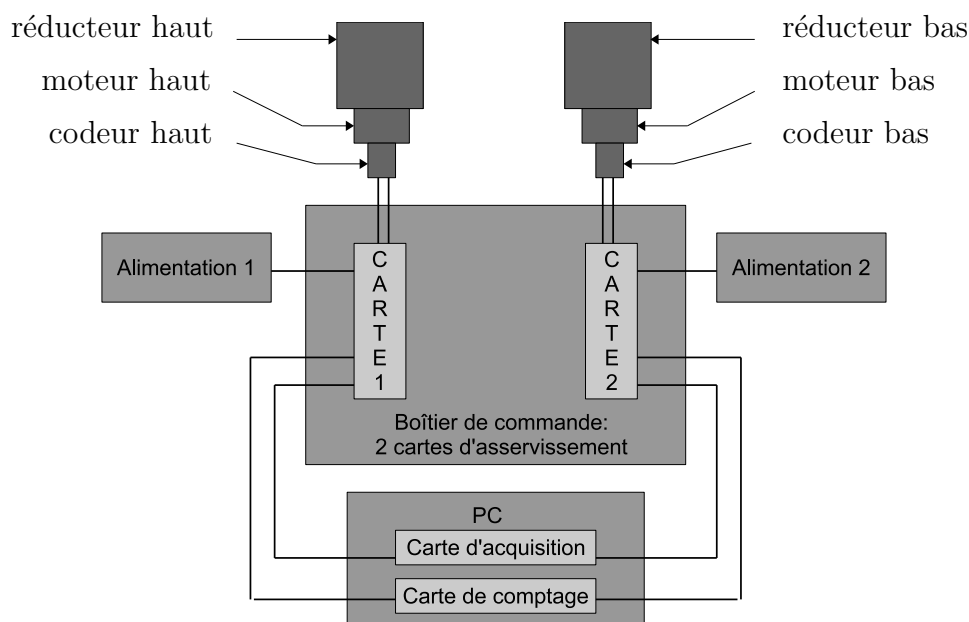 réducteur haut
réducteur bas
moteur haut
moteur bas
codeur haut
codeur bas
Alimentation 1
CARTE 1
CARTE 2
Alimentation 2
Boîtier de commande:
2 cartes d'asservissement
PC
Carte d'acquisition
Carte de comptage